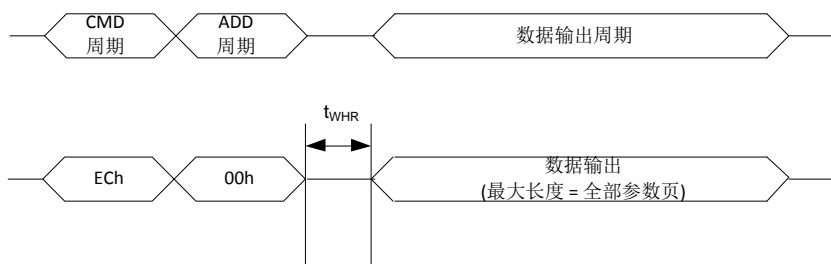 CMD
周期
ADD
周期
数据输出周期
tWHR
ECh
00h
数据输出
(最大长度 = 全部参数页)